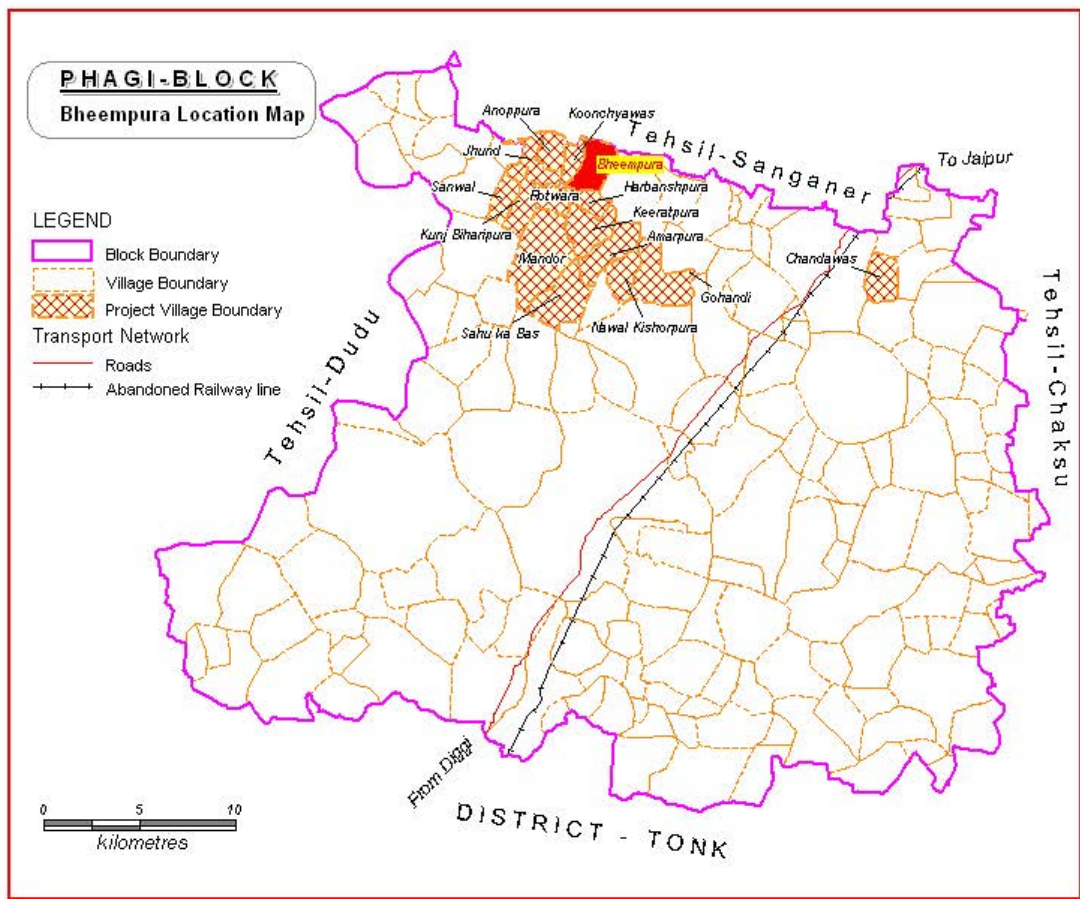 PHAGI-BLOCK
Bheempura Location Map
LEGEND
Block Boundary
Village Boundary
Project Village Boundary
Transport Network
Roads
Abandoned Railway line
Anoppura
Koonchyawas
Jhund
Bheempura
Sanwal
Rotwara
Harbanshpura
Keeratpura
Kunj Biharipura
Amarpura
Mandor
Chandawas
Gohandi
Nawal Kishorpura
Sahu ka Bas
Tehsil-Sanganer
To Jaipur
Tehsil-Dudu
Tehsil-Chaksu
From Diggi
DISTRICT - TONK
0 5 10
kilometres